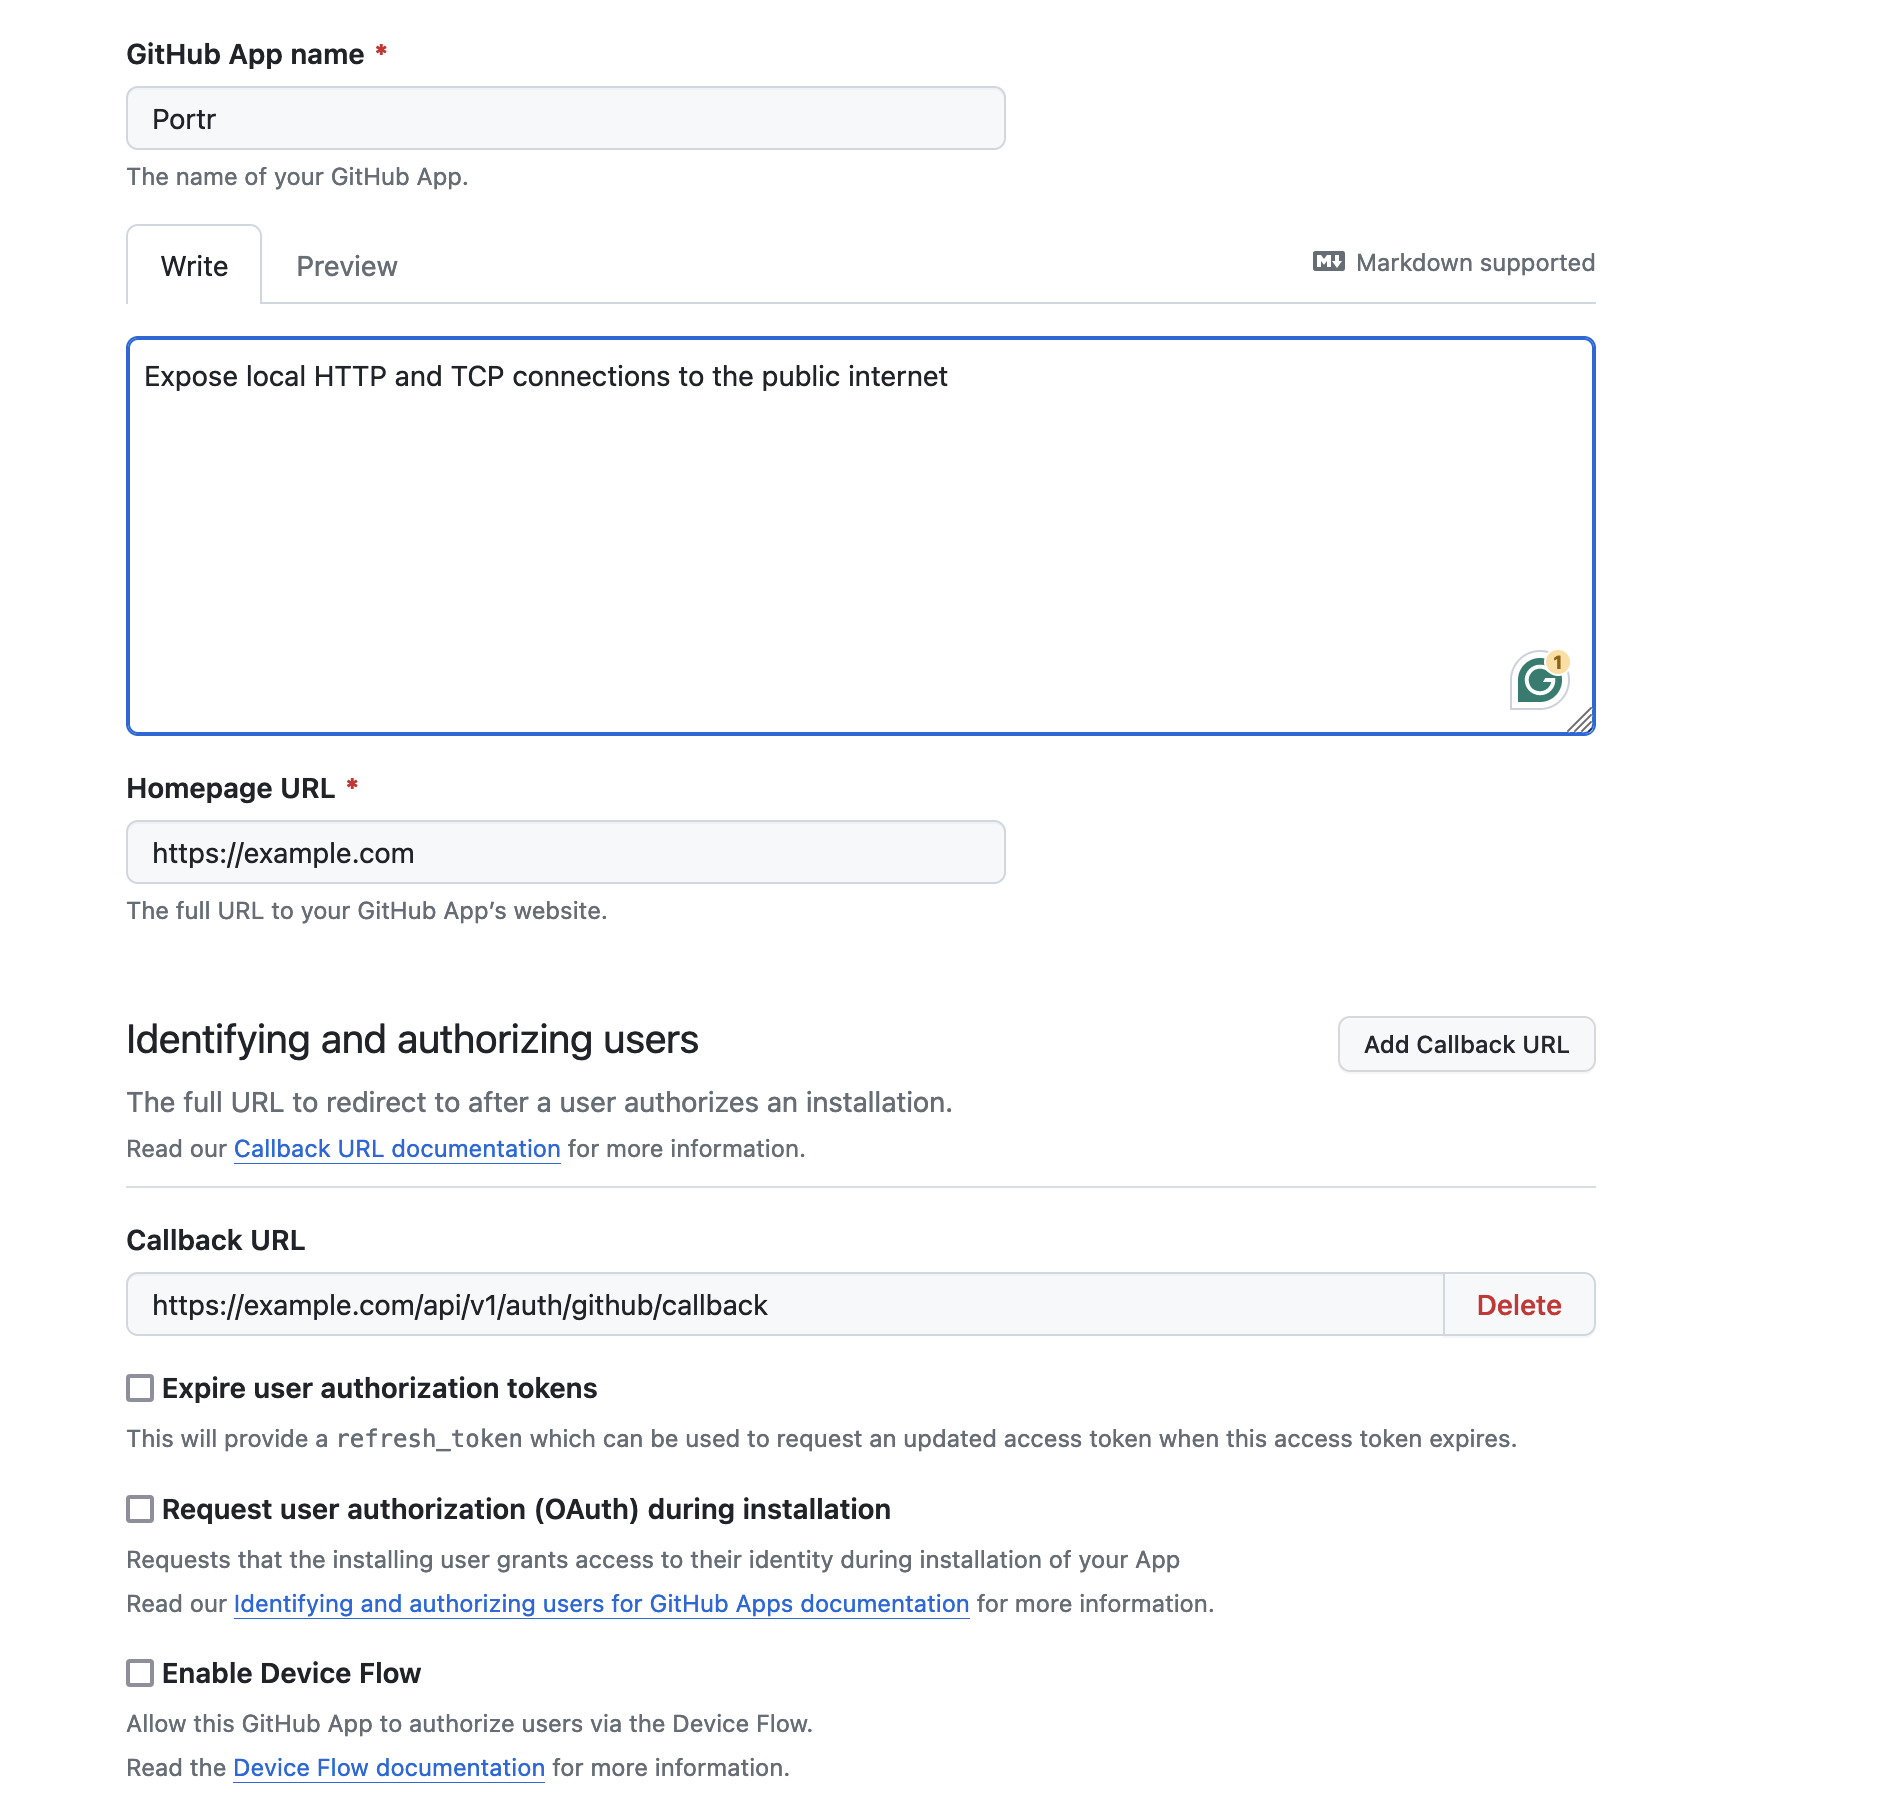 GitHub App name *
Portr
The name of your GitHub App.
Write
Preview
Markdown supported
Expose local HTTP and TCP connections to the public internet
1
Homepage URL *
https://example.com
The full URL to your GitHub App’s website.
Identifying and authorizing users
Add Callback URL
The full URL to redirect to after a user authorizes an installation.
Read our Callback URL documentation for more information.
Callback URL
https://example.com/api/v1/auth/github/callback
Delete
Expire user authorization tokens
This will provide a refresh_token which can be used to request an updated access token when this access token expires.
Request user authorization (OAuth) during installation
Requests that the installing user grants access to their identity during installation of your App
Read our Identifying and authorizing users for GitHub Apps documentation for more information.
Enable Device Flow
Allow this GitHub App to authorize users via the Device Flow.
Read the Device Flow documentation for more information.